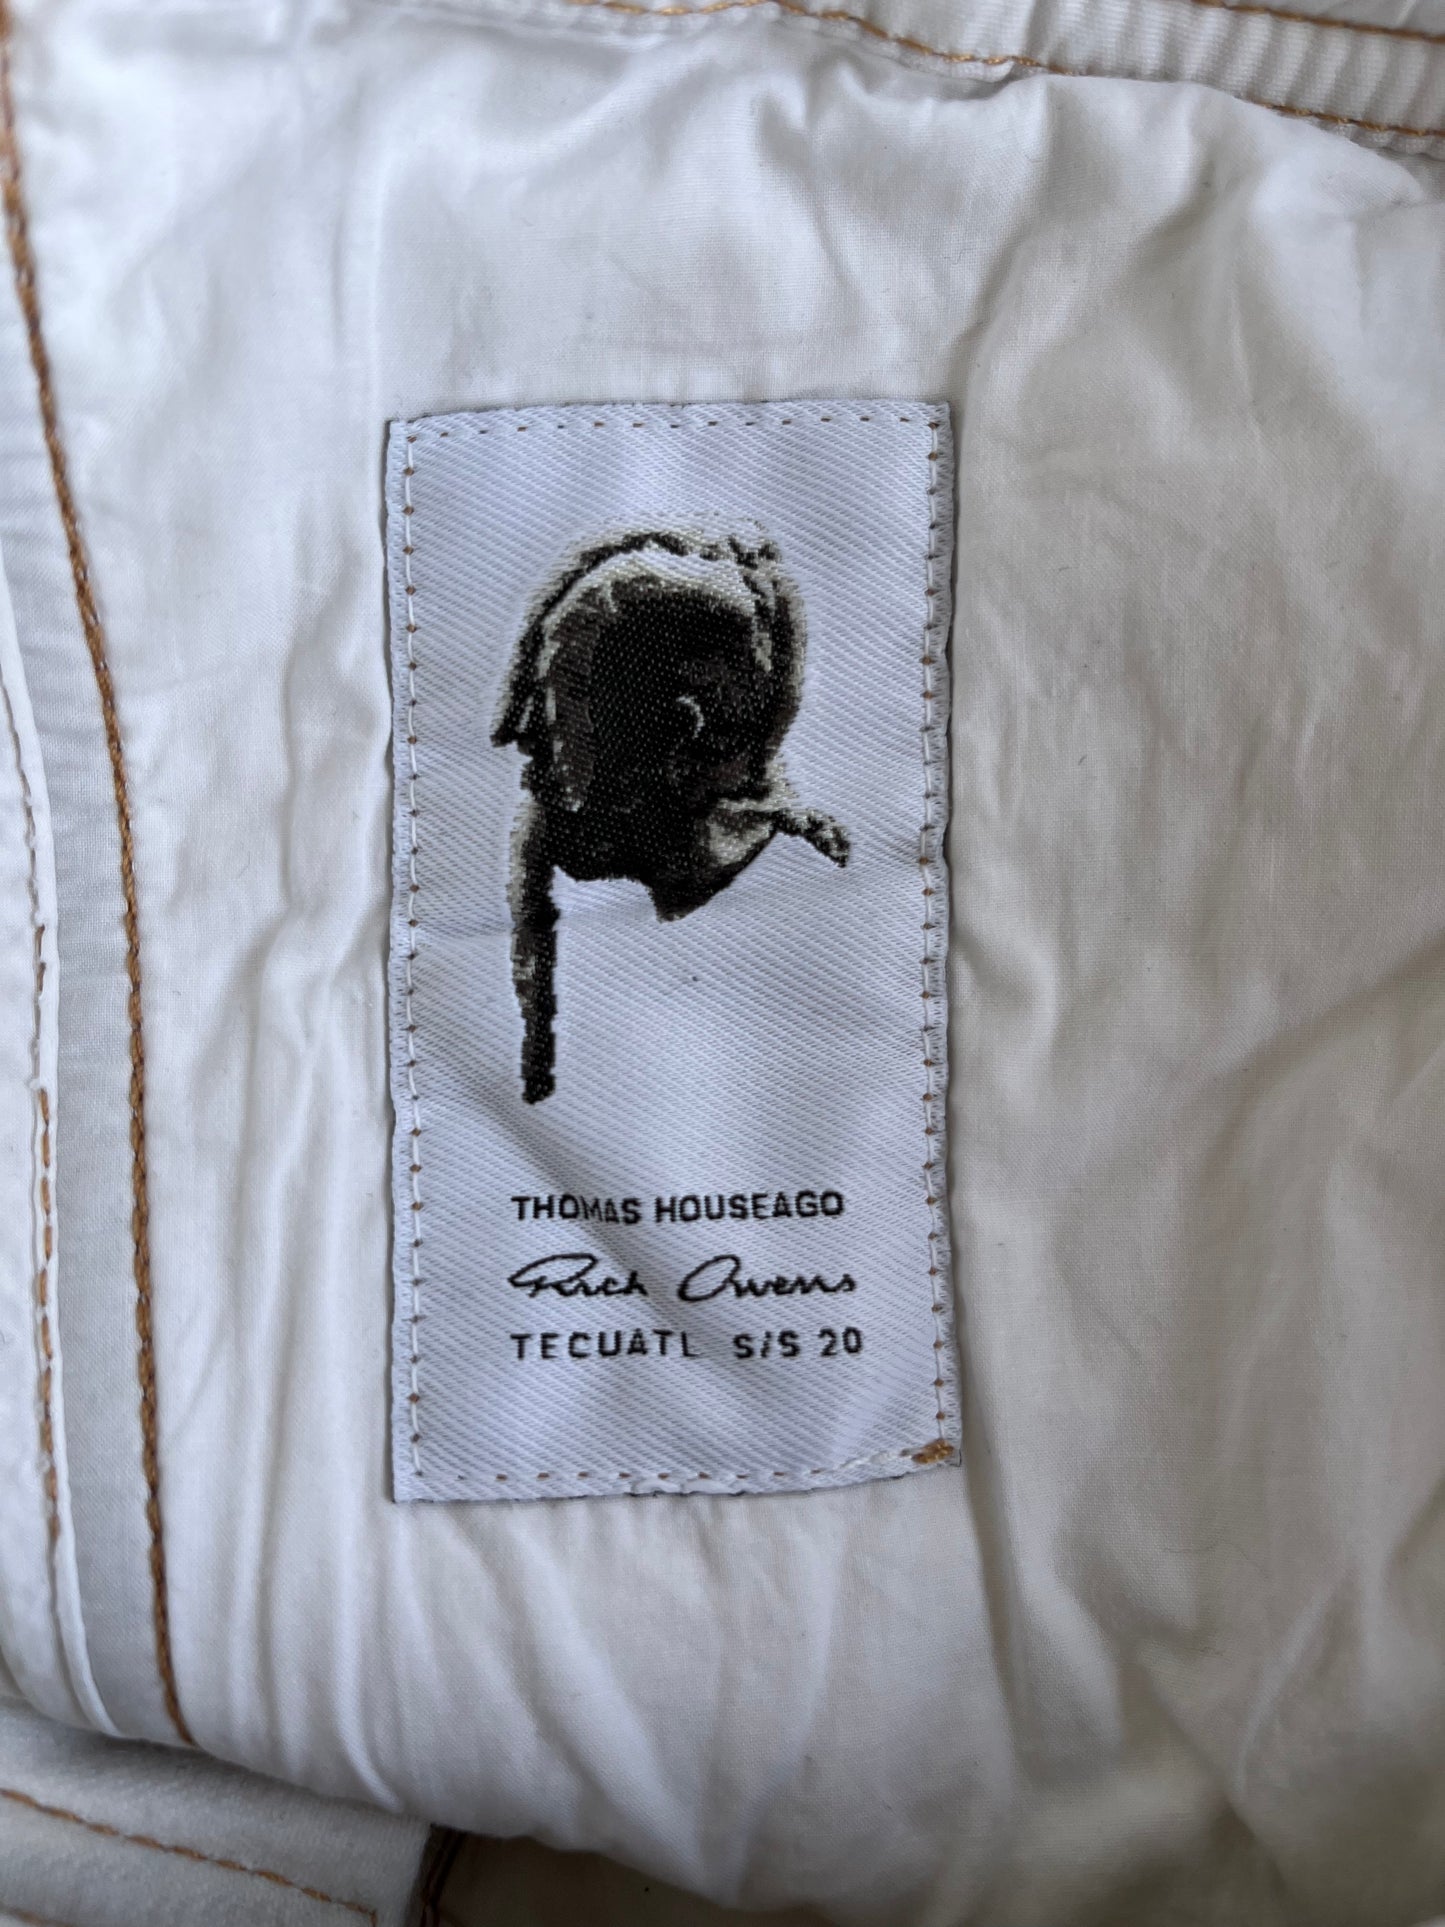 THOMAS HOUSEAGO
Rick Owens
TECUATL S/S 20